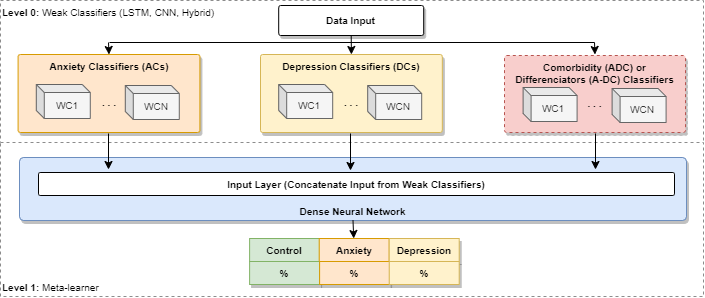 Level 0: Weak Classifiers (LSTM, CNN, Hybrid)
Data Input
Anxiety Classifiers (ACs)
WC1 ... WCN
Depression Classifiers (DCs)
WC1 ... WCN
Comorbidity (ADC) or
Differenciators (A-DC) Classifiers
WC1 ... WCN
Input Layer (Concatenate Input from Weak Classifiers)
Dense Neural Network
Control Anxiety Depression
% % %
Level 1: Meta-learner